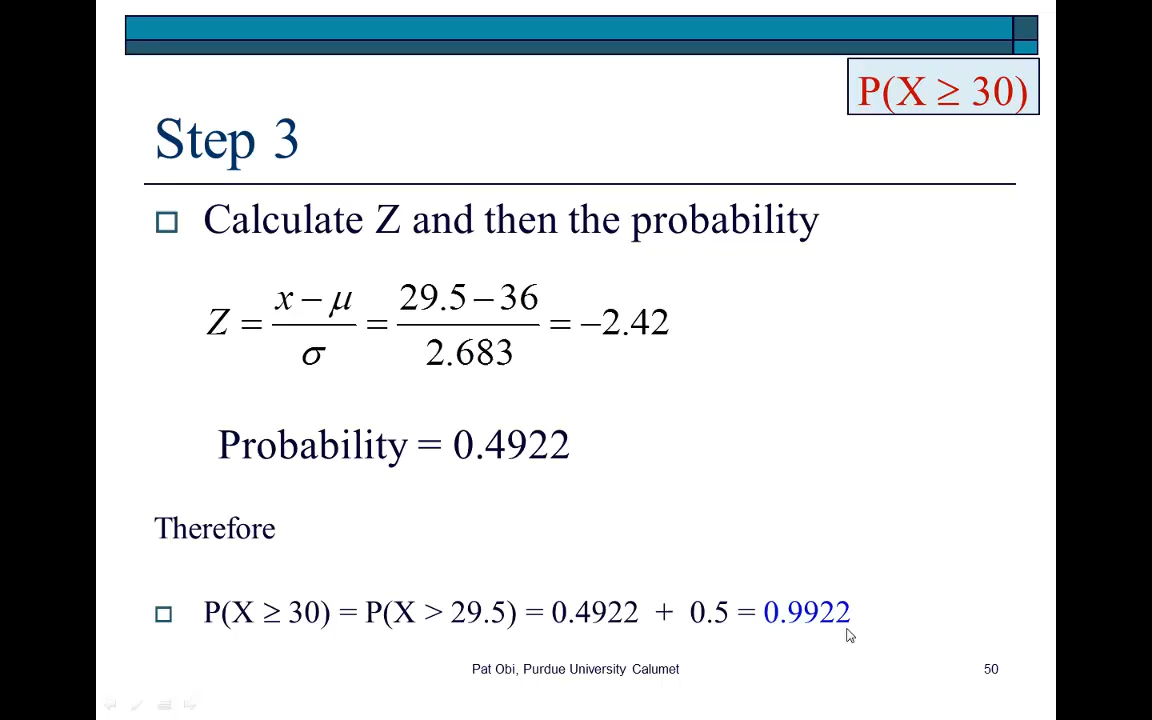 P(X ≥ 30)
Step 3
Calculate Z and then the probability
Z = (x − μ) / σ = (29.5 − 36) / 2.683 = −2.42
Probability = 0.4922
Therefore
P(X ≥ 30) = P(X > 29.5) = 0.4922 + 0.5 = 0.9922
Pat Obi, Purdue University Calumet 50